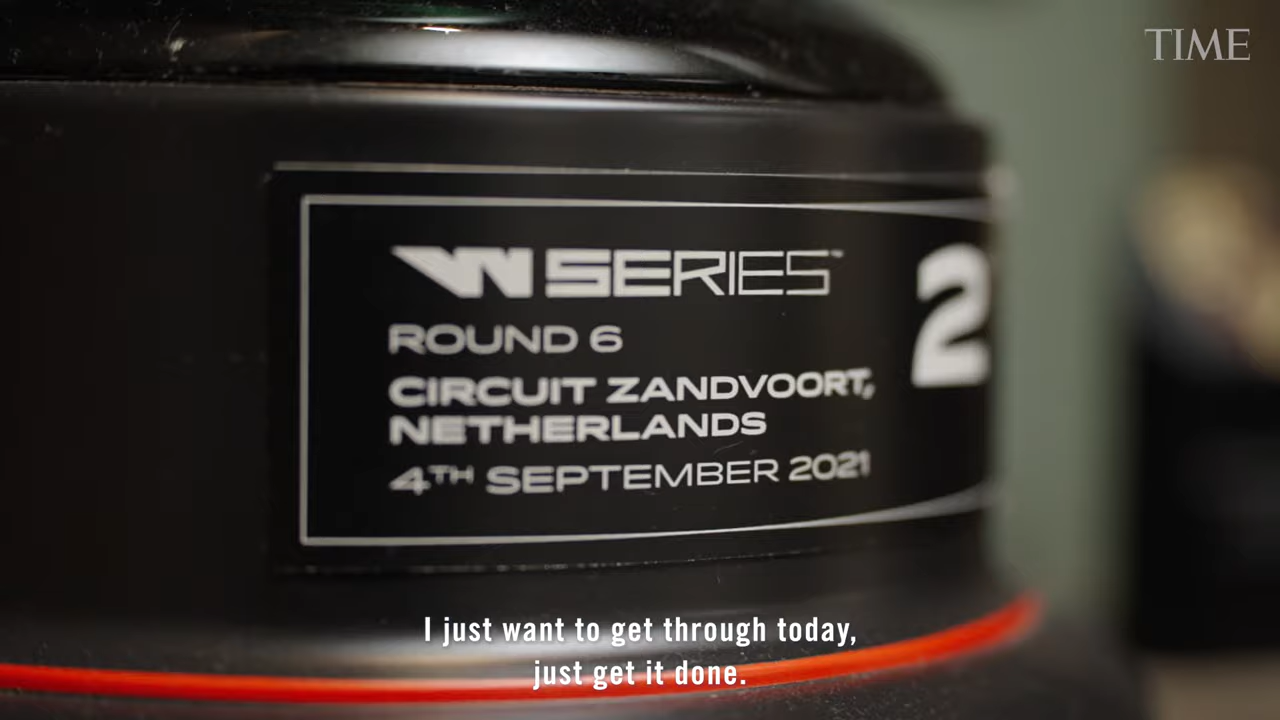 TIME
W SERIES™
ROUND 6
CIRCUIT ZANDVOORT,
NETHERLANDS
4TH SEPTEMBER 2021
2
I just want to get through today,
just get it done.